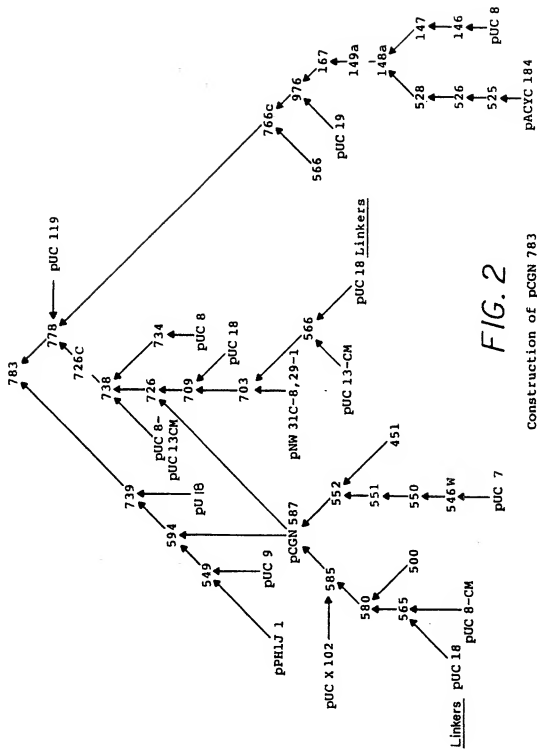 783
778
pUC 119
726C
738
734
pUC 8
pUC 8-
pUC 13CM
726
709
pUC 18
703
pNW 31C-8,29-1
566
pUC 13-CM
pUC 18 Linkers
739
pU 18
594
549
pUC 9
pPH1J 1
pCGN 587
552
451
551
550
546 W
pUC 7
585
pUC X 102
580
500
565
pUC 8-CM
Linkers pUC 18
766c
566
976
pUC 19
167
149a
148a
147
146
pUC 8
528
526
525
pACYC 184
FIG. 2
Construction of pCGN 783